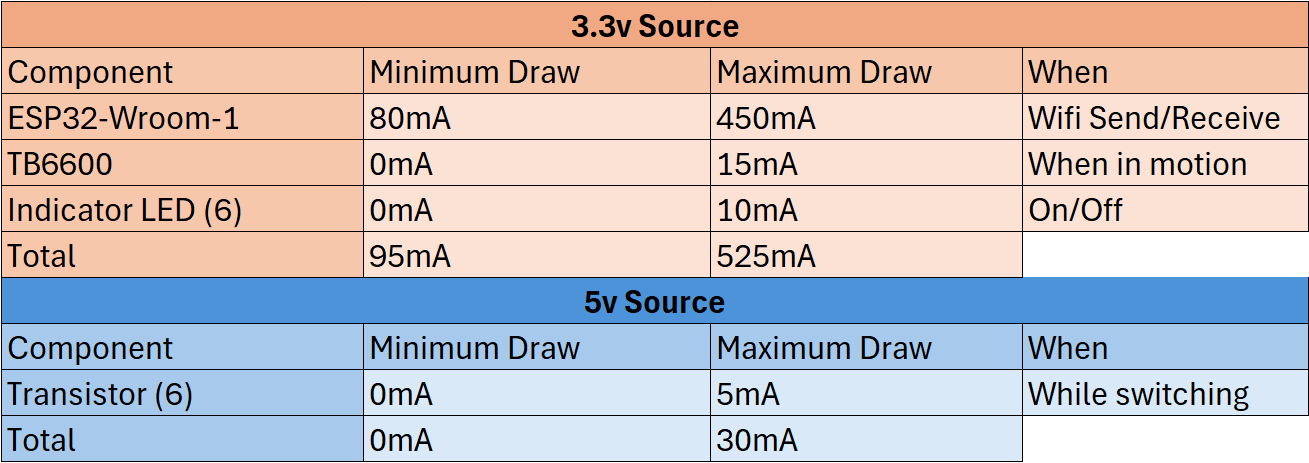 3.3v Source
Component Minimum Draw Maximum Draw When
ESP32-Wroom-1 80mA 450mA Wifi Send/Receive
TB6600 0mA 15mA When in motion
Indicator LED (6) 0mA 10mA On/Off
Total 95mA 525mA
5v Source
Component Minimum Draw Maximum Draw When
Transistor (6) 0mA 5mA While switching
Total 0mA 30mA